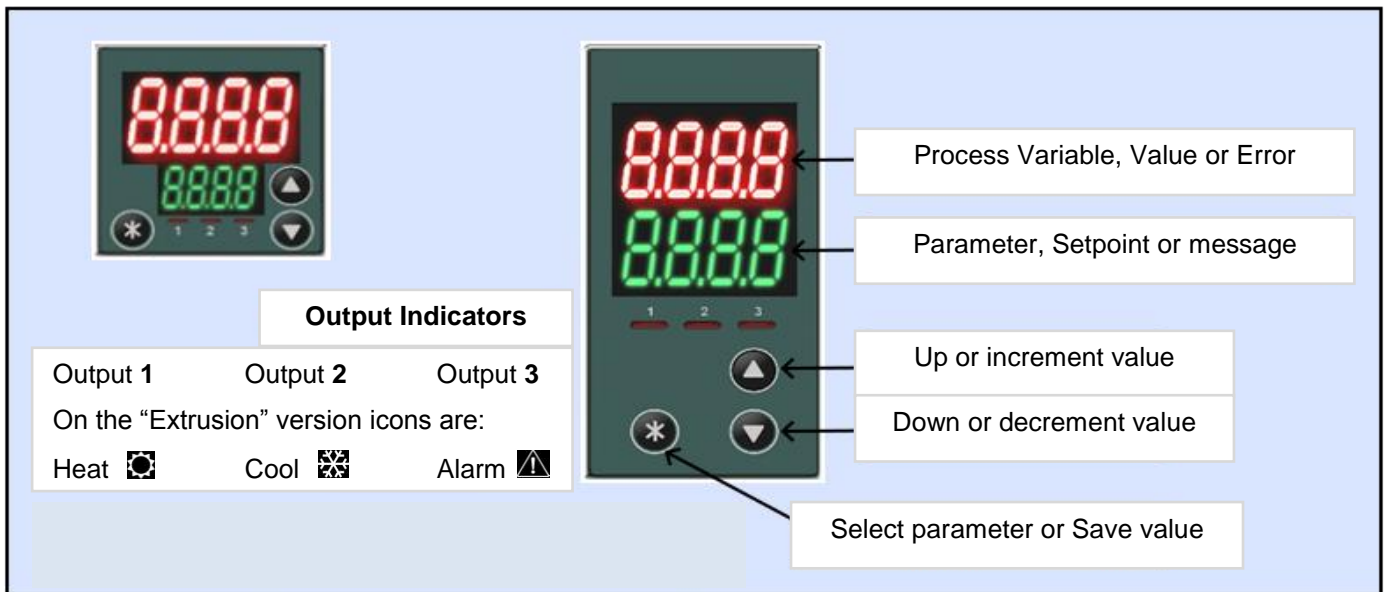 8.8.8.8
8.8.8.8
1 2 3
8.8.8.8
8.8.8.8
1 2 3
Process Variable, Value or Error
Parameter, Setpoint or message
Up or increment value
Down or decrement value
Select parameter or Save value
Output Indicators
Output 1 Output 2 Output 3
On the “Extrusion” version icons are:
Heat Cool Alarm